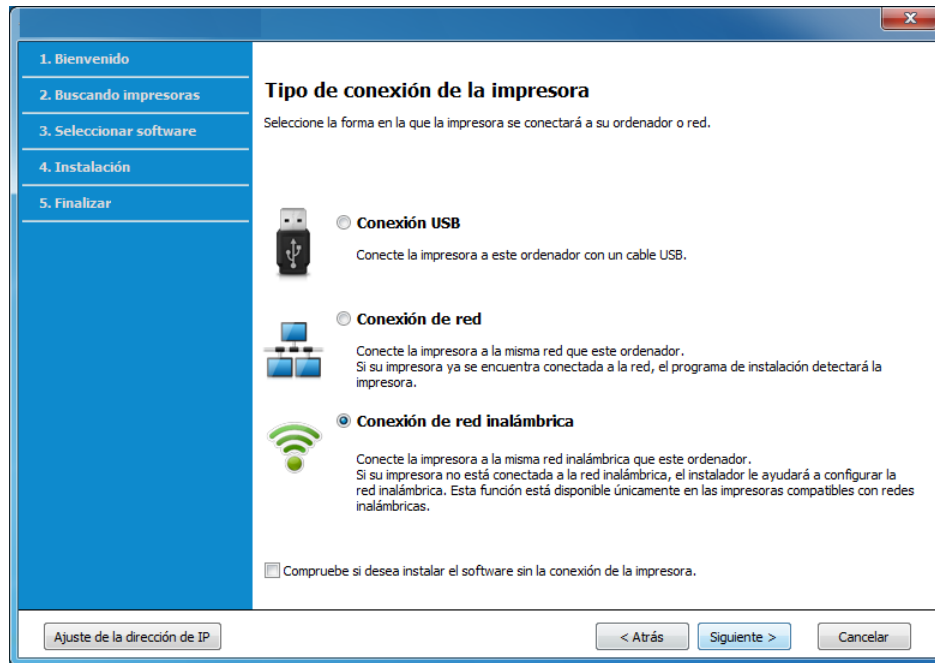 x
1. Bienvenido
2. Buscando impresoras
3. Seleccionar software
4. Instalación
5. Finalizar
Tipo de conexión de la impresora
Seleccione la forma en la que la impresora se conectará a su ordenador o red.
Conexión USB
Conecte la impresora a este ordenador con un cable USB.
Conexión de red
Conecte la impresora a la misma red que este ordenador.
Si su impresora ya se encuentra conectada a la red, el programa de instalación detectará la
impresora.
Conexión de red inalámbrica
Conecte la impresora a la misma red inalámbrica que este ordenador.
Si su impresora no está conectada a la red inalámbrica, el instalador le ayudará a configurar la
red inalámbrica. Esta función está disponible únicamente en las impresoras compatibles con redes
inalámbricas.
Compruebe si desea instalar el software sin la conexión de la impresora.
Ajuste de la dirección de IP
< Atrás
Siguiente >
Cancelar